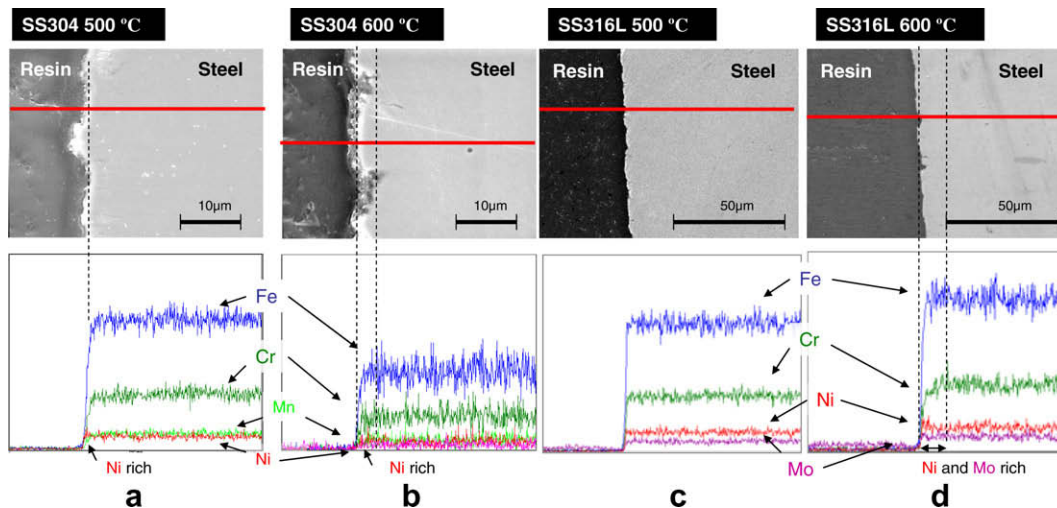 SS304 500 ℃
SS304 600 ℃
SS316L 500 ℃
SS316L 600 ℃
Resin
Steel
Resin
Steel
Resin
Steel
Resin
Steel
10μm
10μm
50μm
50μm
Fe
Cr
Mn
Ni
Fe
Cr
Ni
Mo
Ni rich
Ni rich
Ni and Mo rich
a
b
c
d